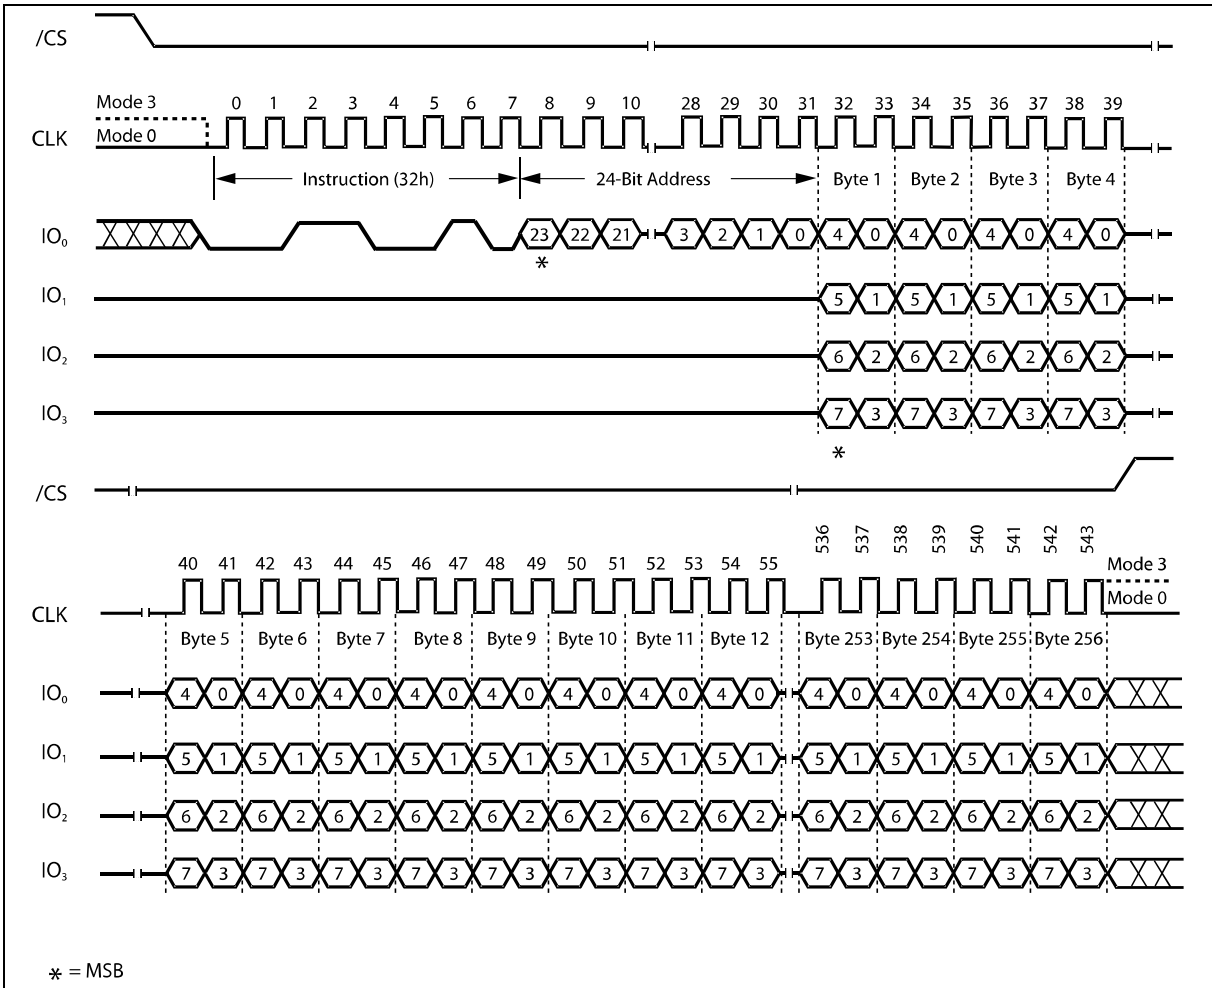 /CS
Mode 3
0 1 2 3 4 5 6 7 8 9 10 28 29 30 31 32 33 34 35 36 37 38 39
CLK
Mode 0
Instruction (32h) 24-Bit Address Byte 1 Byte 2 Byte 3 Byte 4
IO₀ 23 22 21 3 2 1 0 4 0 4 0 4 0 4 0
*
IO₁ 5 1 5 1 5 1 5 1
IO₂ 6 2 6 2 6 2 6 2
IO₃ 7 3 7 3 7 3 7 3
*
/CS
40 41 42 43 44 45 46 47 48 49 50 51 52 53 54 55 536 537 538 539 540 541 542 543
Mode 3
CLK
Mode 0
Byte 5 Byte 6 Byte 7 Byte 8 Byte 9 Byte 10 Byte 11 Byte 12 Byte 253 Byte 254 Byte 255 Byte 256
IO₀ 4 0 4 0 4 0 4 0 4 0 4 0 4 0 4 0 4 0 4 0 4 0 4 0
IO₁ 5 1 5 1 5 1 5 1 5 1 5 1 5 1 5 1 5 1 5 1 5 1 5 1
IO₂ 6 2 6 2 6 2 6 2 6 2 6 2 6 2 6 2 6 2 6 2 6 2 6 2
IO₃ 7 3 7 3 7 3 7 3 7 3 7 3 7 3 7 3 7 3 7 3 7 3 7 3
* = MSB